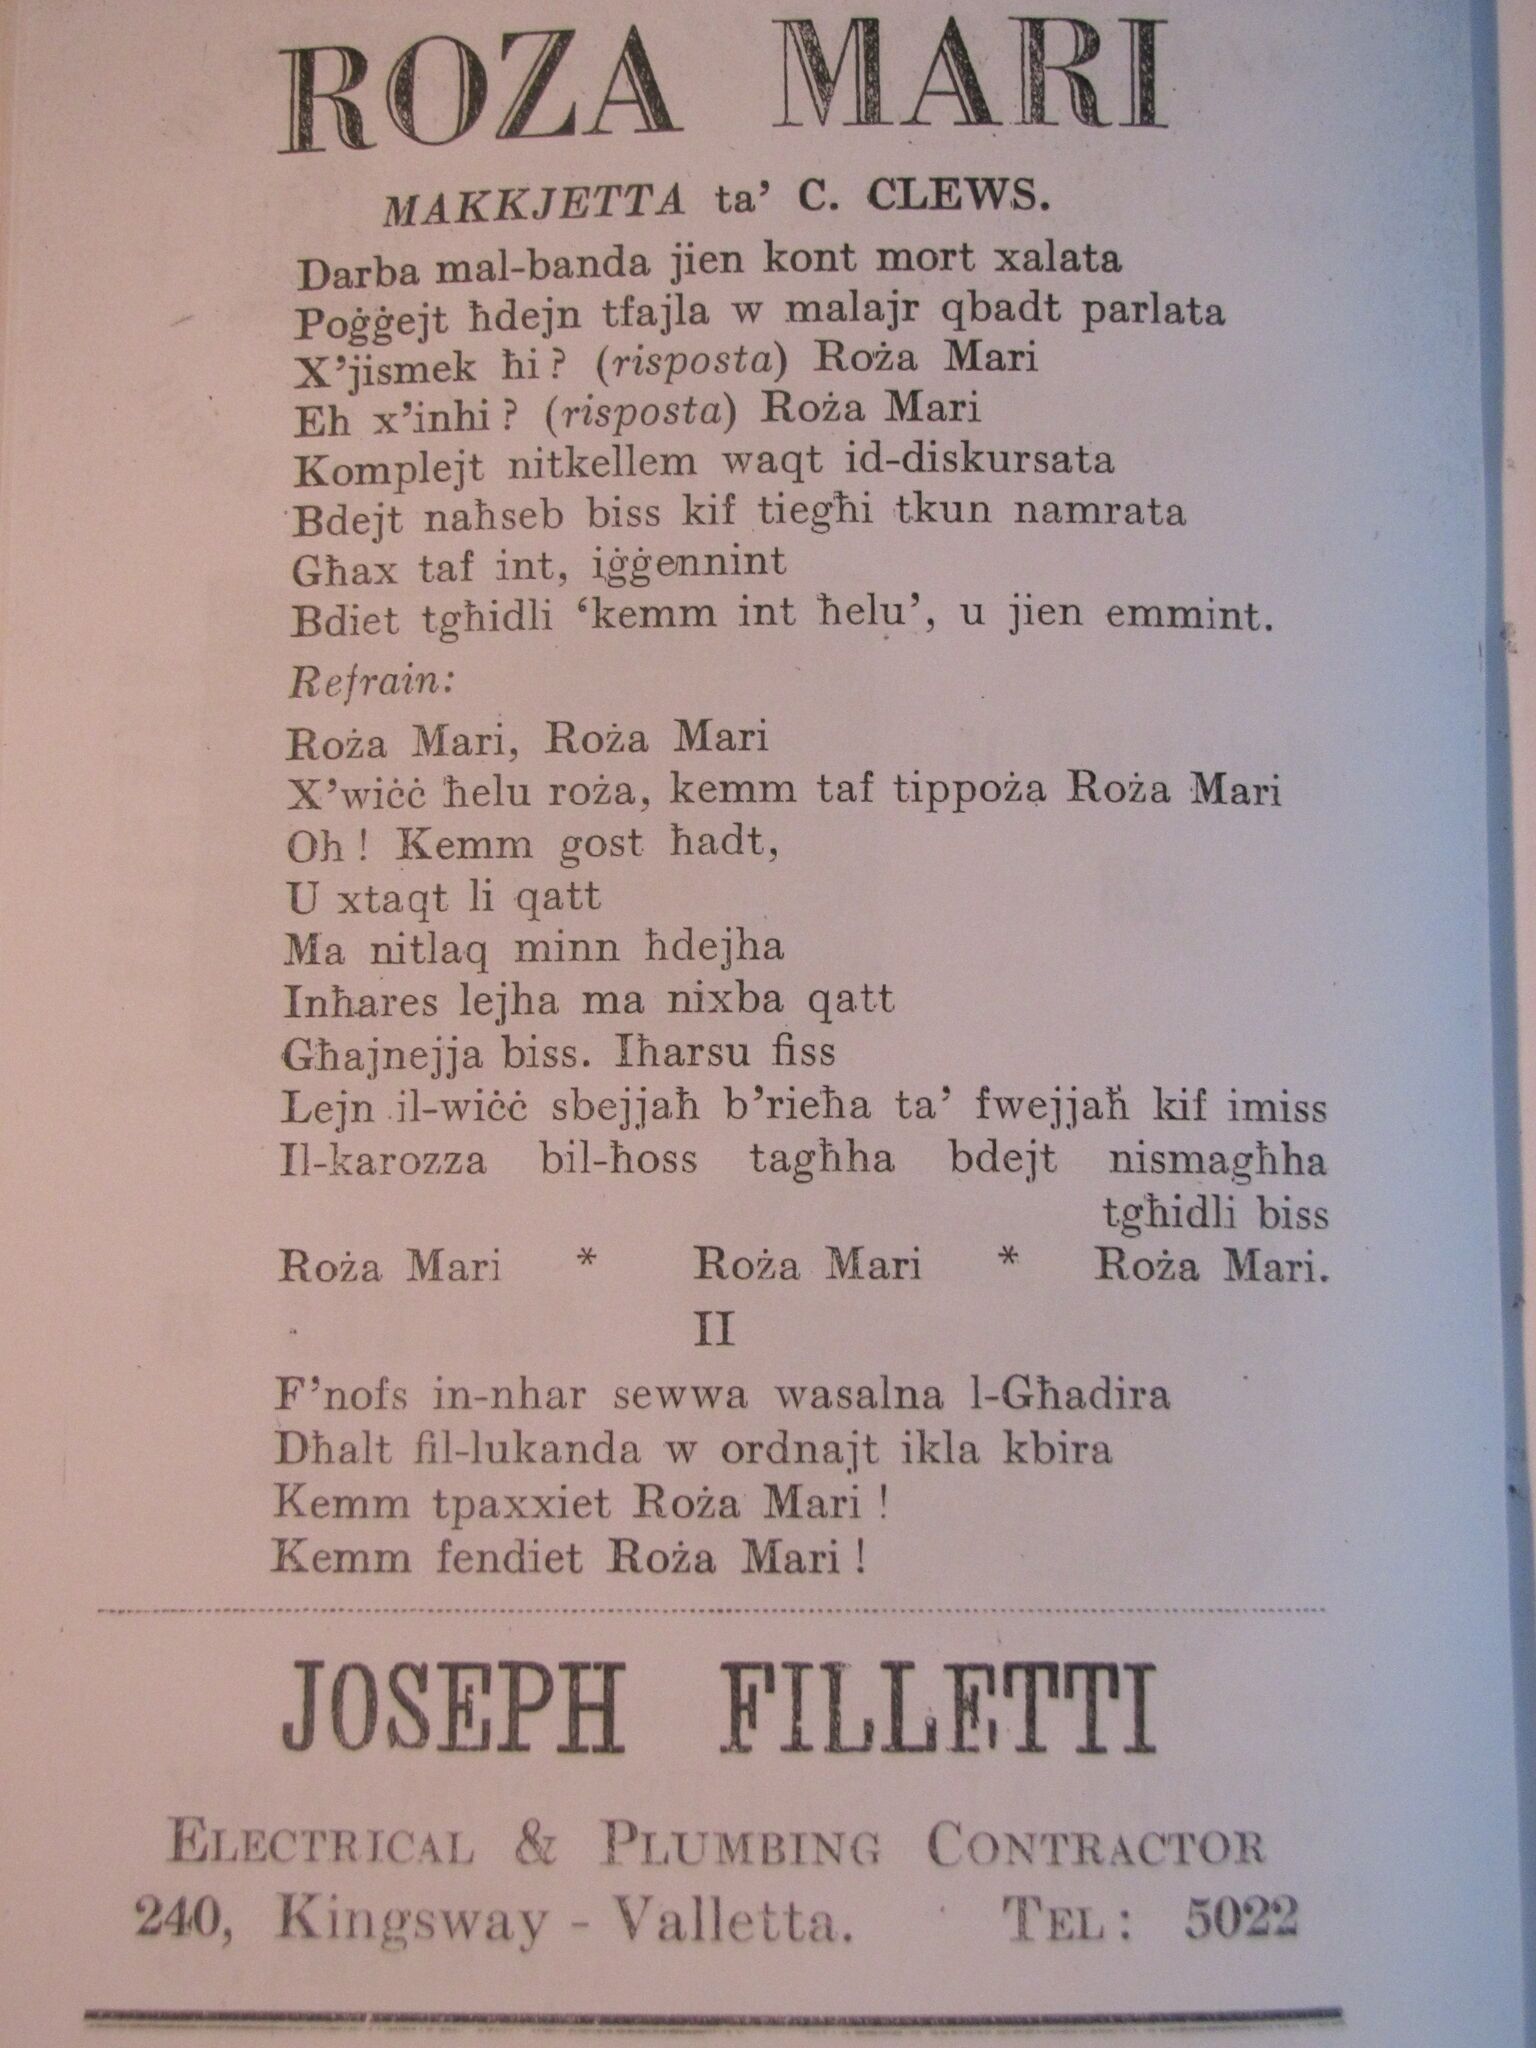 ROZA MARI
MAKKJETTA ta’ C. CLEWS.
Darba mal-banda jien kont mort xalata
Poġġejt ħdejn tfajla w malajr qbadt parlata
X’jismek ħi? (risposta) Roża Mari
Eh x’inhi? (risposta) Roża Mari
Komplejt nitkellem waqt id-diskursata
Bdejt naħseb biss kif tiegħi tkun namrata
Għax taf int, iġġennint
Bdiet tgħidli ‘kemm int ħelu’, u jien emmint.
Refrain:
Roża Mari, Roża Mari
X’wiċċ ħelu roża, kemm taf tippoża Roża Mari
Oh! Kemm gost ħadt,
U xtaqt li qatt
Ma nitlaq minn ħdejha
Inħares lejha ma nixba qatt
Għajnejja biss. Iħarsu fiss
Lejn il-wiċċ sbejjaħ b’rieħa ta’ fwejjaħ kif imiss
Il-karozza bil-ħoss tagħha bdejt nismagħha
tgħidli biss
Roża Mari * Roża Mari * Roża Mari.
II
F’nofs in-nhar sewwa wasalna l-Għadira
Dħalt fil-lukanda w ordnajt ikla kbira
Kemm tpaxxiet Roża Mari!
Kemm fendiet Roża Mari!
JOSEPH FILLETTI
ELECTRICAL & PLUMBING CONTRACTOR
240, Kingsway - Valletta. TEL: 5022